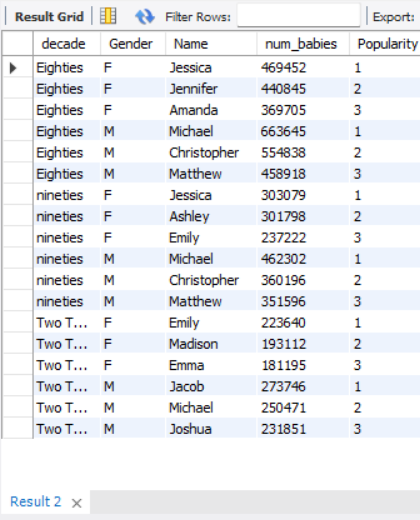 Result Grid Filter Rows: Export:
decade Gender Name num_babies Popularity
Eighties F Jessica 469452 1
Eighties F Jennifer 440845 2
Eighties F Amanda 369705 3
Eighties M Michael 663645 1
Eighties M Christopher 554838 2
Eighties M Matthew 458918 3
nineties F Jessica 303079 1
nineties F Ashley 301798 2
nineties F Emily 237222 3
nineties M Michael 462302 1
nineties M Christopher 360196 2
nineties M Matthew 351596 3
Two T... F Emily 223640 1
Two T... F Madison 193112 2
Two T... F Emma 181195 3
Two T... M Jacob 273746 1
Two T... M Michael 250471 2
Two T... M Joshua 231851 3
Result 2 ×